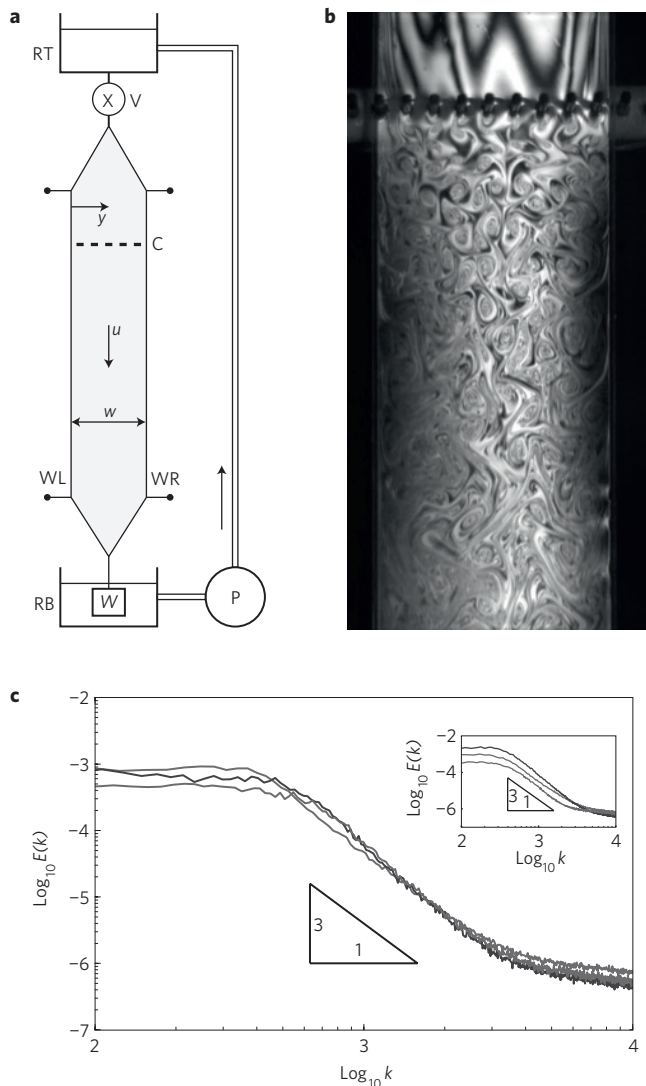 a
RT
X
V
y
C
u
w
WL
WR
RB
W
P
b
c
Log₁₀ E(k)
−2
−3
−4
−5
−6
−7
2
3
4
Log₁₀ k
3
1
Log₁₀ E(k)
−2
−4
−6
2
3
4
Log₁₀ k
3
1